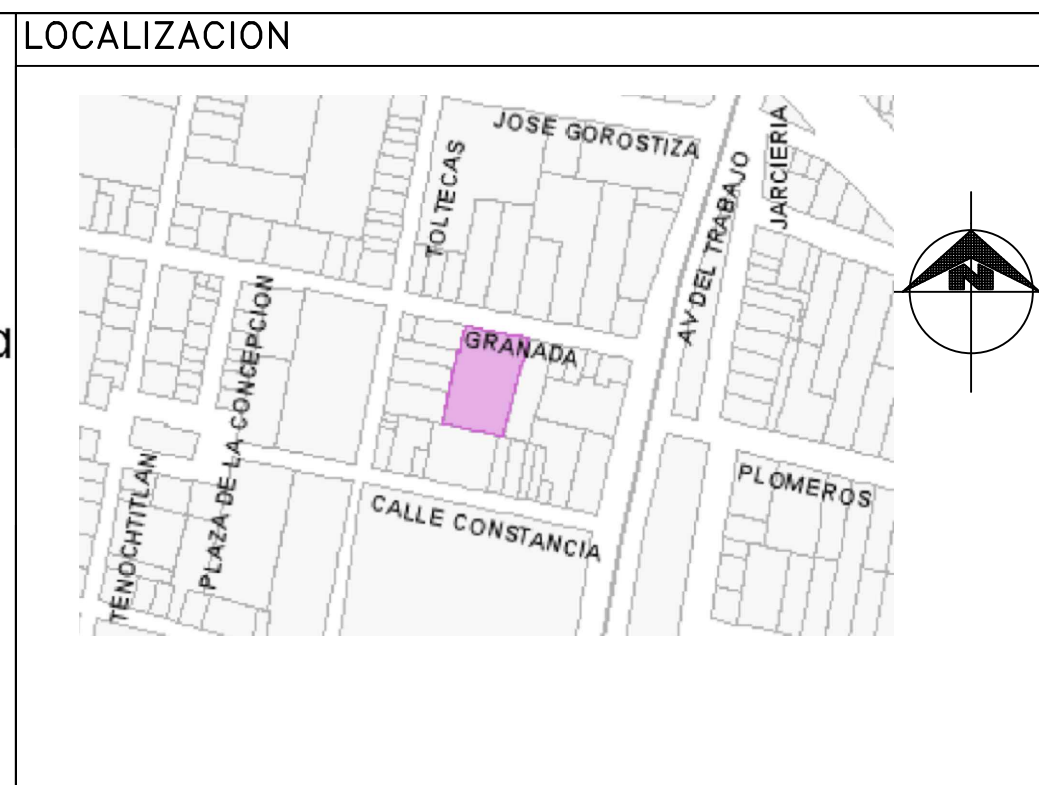 LOCALIZACION
JOSE GOROSTIZA
JARCIERIA
TOLTECAS
AV DEL TRABAJO
a
N
GRANADA
PLAZA DE LA CONCEPCION
TENOCHTITLAN
PLOMEROS
CALLE CONSTANCIA